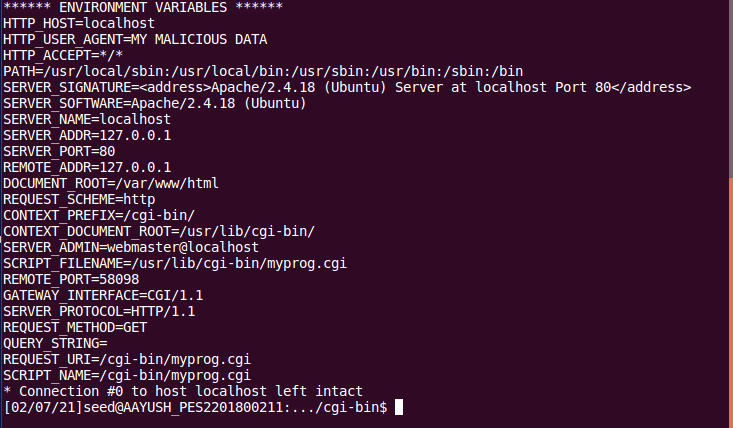 ****** ENVIRONMENT VARIABLES ******
HTTP_HOST=localhost
HTTP_USER_AGENT=MY MALICIOUS DATA
HTTP_ACCEPT=*/*
PATH=/usr/local/sbin:/usr/local/bin:/usr/sbin:/usr/bin:/sbin:/bin
SERVER_SIGNATURE=<address>Apache/2.4.18 (Ubuntu) Server at localhost Port 80</address>
SERVER_SOFTWARE=Apache/2.4.18 (Ubuntu)
SERVER_NAME=localhost
SERVER_ADDR=127.0.0.1
SERVER_PORT=80
REMOTE_ADDR=127.0.0.1
DOCUMENT_ROOT=/var/www/html
REQUEST_SCHEME=http
CONTEXT_PREFIX=/cgi-bin/
CONTEXT_DOCUMENT_ROOT=/usr/lib/cgi-bin/
SERVER_ADMIN=webmaster@localhost
SCRIPT_FILENAME=/usr/lib/cgi-bin/myprog.cgi
REMOTE_PORT=58098
GATEWAY_INTERFACE=CGI/1.1
SERVER_PROTOCOL=HTTP/1.1
REQUEST_METHOD=GET
QUERY_STRING=
REQUEST_URI=/cgi-bin/myprog.cgi
SCRIPT_NAME=/cgi-bin/myprog.cgi
* Connection #0 to host localhost left intact
[02/07/21]seed@AAYUSH_PES2201800211:.../cgi-bin$